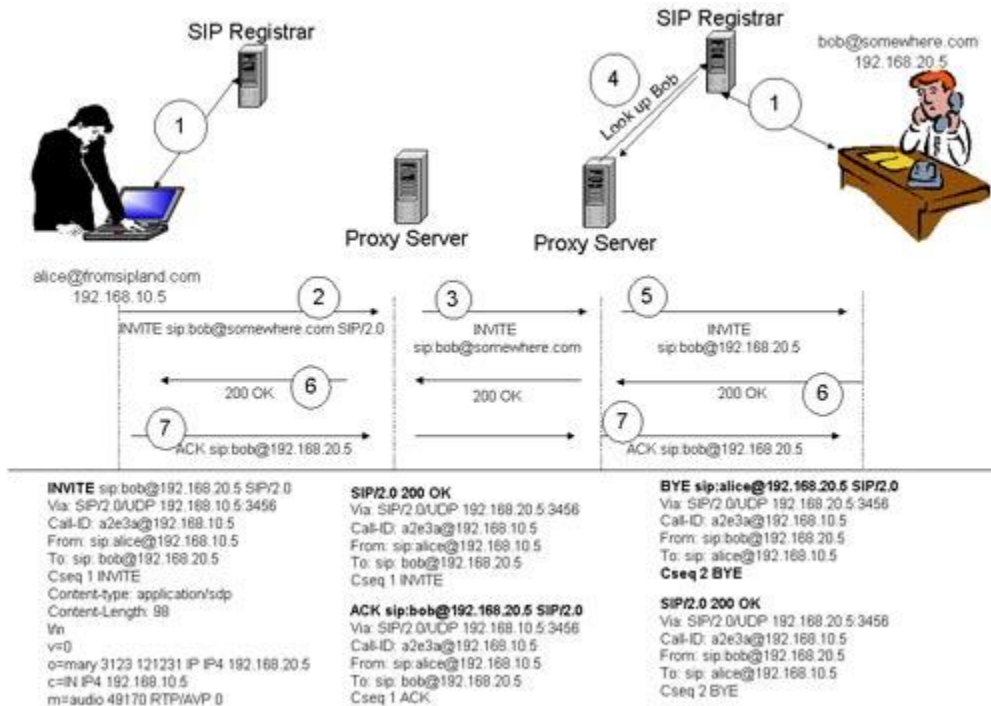 SIP Registrar
SIP Registrar
bob@somewhere.com
192.168.20.5
4
Look up Bob
1
1
Proxy Server
Proxy Server
alice@fromsipland.com
192.168.10.5
2
3
5
INVITE sip:bob@somewhere.com SIP/2.0
INVITE
sip:bob@somewhere.com
INVITE
sip:bob@192.168.20.5
200 OK
6
200 OK
200 OK
6
7
ACK sip:bob@192.168.20.5
7
ACK sip:bob@192.168.20.5
INVITE sip:bob@192.168.20.5 SIP/2.0
Via: SIP/2.0/UDP 192.168.10.5:3456
Call-ID: a2e3a@192.168.10.5
From: sip:alice@192.168.10.5
To: sip: bob@192.168.20.5
Cseq 1 INVITE
Content-type: application/sdp
Content-Length: 98
v=0
o=mary 3123 121231 IP IP4 192.168.20.5
c=IN IP4 192.168.10.5
m=audio 49170 RTP/AVP 0
SIP/2.0 200 OK
Via: SIP/2.0/UDP 192.168.20.5:3456
Call-ID: a2e3a@192.168.10.5
From: sip:alice@192.168.10.5
To: sip: bob@192.168.20.5
Cseq 1 INVITE
ACK sip:bob@192.168.20.5 SIP/2.0
Via: SIP/2.0/UDP 192.168.10.5:3456
Call-ID: a2e3a@192.168.10.5
From: sip:alice@192.168.10.5
To: sip: bob@192.168.20.5
Cseq 1 ACK
BYE sip:alice@192.168.20.5 SIP/2.0
Via: SIP/2.0/UDP 192.168.20.5:3456
Call-ID: a2e3a@192.168.10.5
From: sip:bob@192.168.20.5
To: sip: alice@192.168.10.5
Cseq 2 BYE
SIP/2.0 200 OK
Via: SIP/2.0/UDP 192.168.20.5:3456
Call-ID: a2e3a@192.168.10.5
From: sip:bob@192.168.20.5
To: sip: alice@192.168.10.5
Cseq 2 BYE